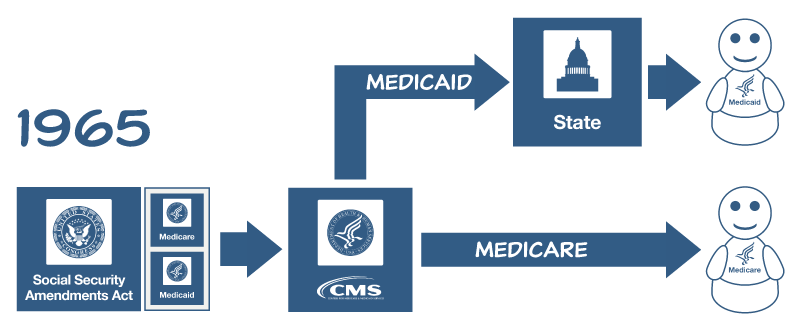 1965
Social Security
Amendments Act
Medicare
Medicaid
CMS
MEDICAID
State
Medicaid
MEDICARE
Medicare